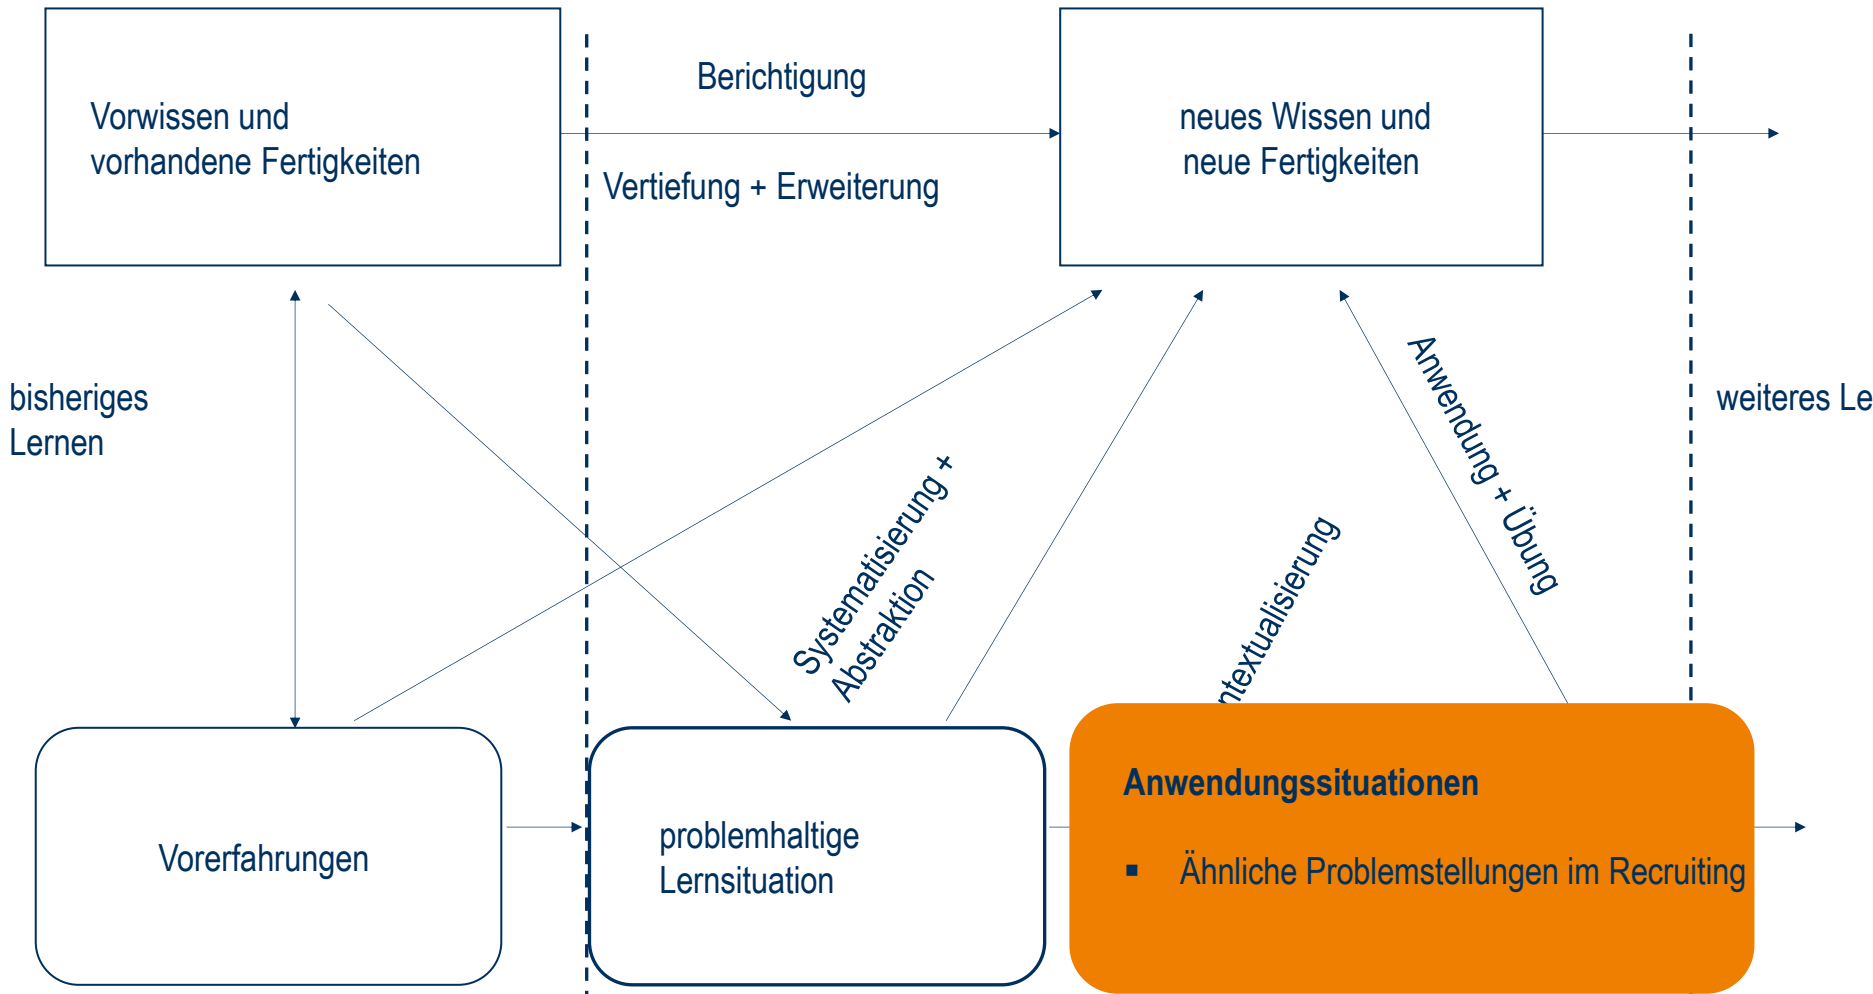 Vorwissen und
vorhandene Fertigkeiten
Berichtigung
Vertiefung + Erweiterung
neues Wissen und
neue Fertigkeiten
bisheriges
Lernen
Systematisierung +
Abstraktion
ntextualisierung
Anwendung + Übung
weiteres Le
Vorerfahrungen
problemhaltige
Lernsituation
Anwendungssituationen
▪ Ähnliche Problemstellungen im Recruiting